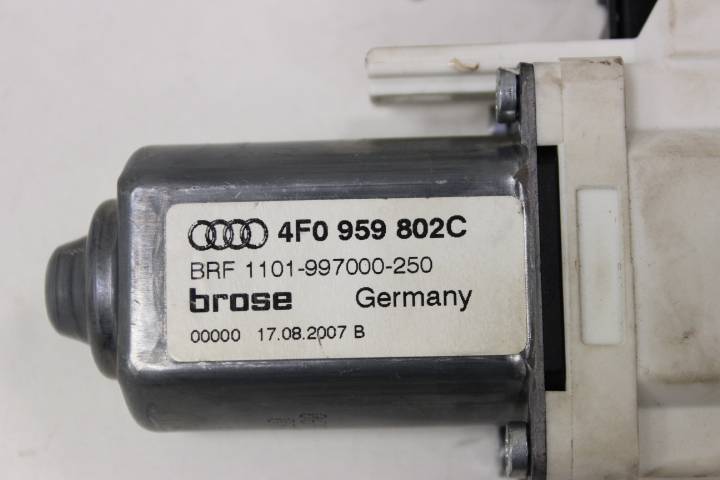 4F0 959 802C
BRF 1101-997000-250
brose Germany
00000 17.08.2007 B